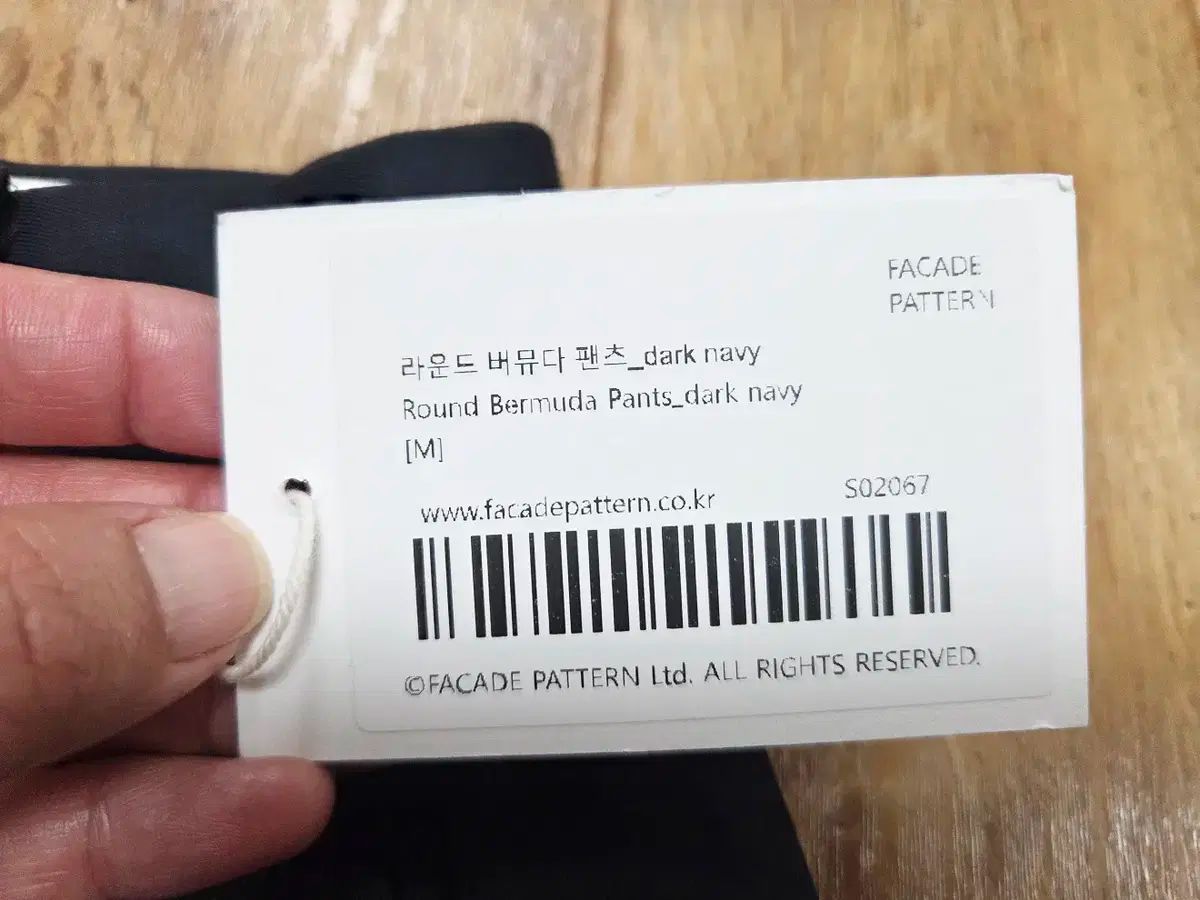 FACADE
PATTERN
라운드 버뮤다 팬츠_dark navy
Round Bermuda Pants_dark navy
[M]
www.facadepattern.co.kr
S02067
©FACADE PATTERN Ltd. ALL RIGHTS RESERVED.